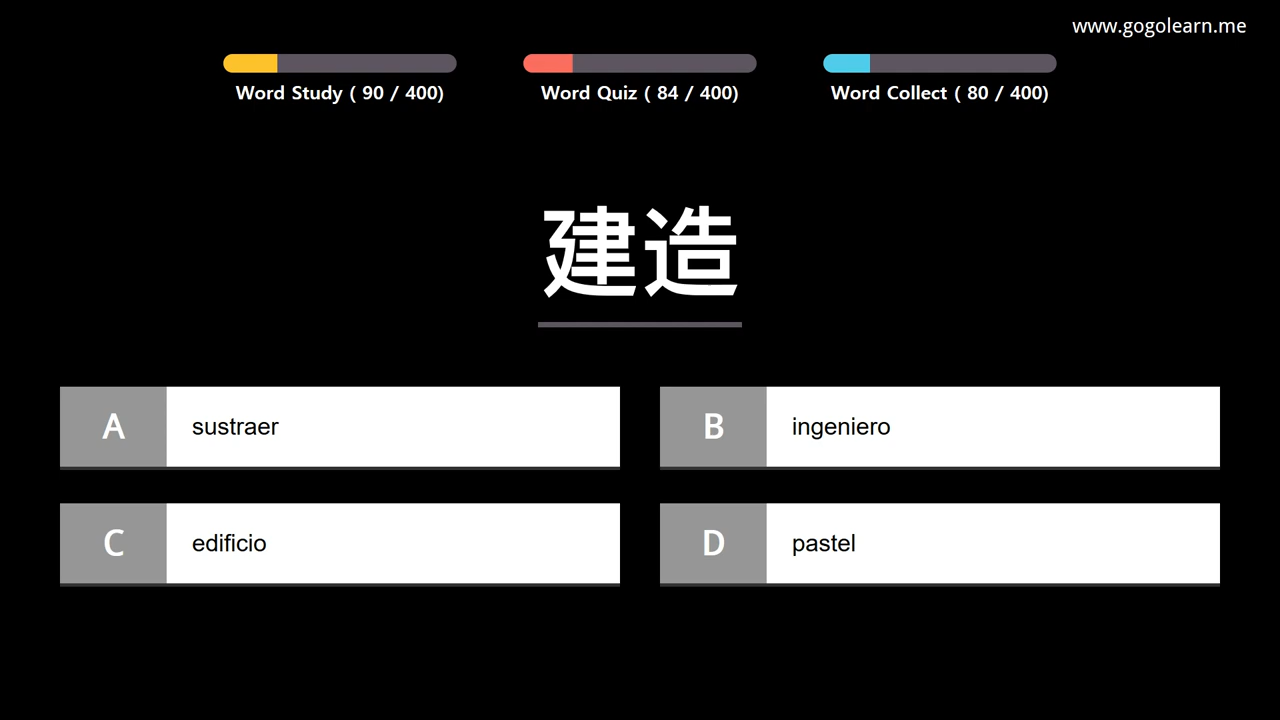 www.gogolearn.me
Word Study ( 90 / 400)
Word Quiz ( 84 / 400)
Word Collect ( 80 / 400)
建造
A sustraer
B ingeniero
C edificio
D pastel